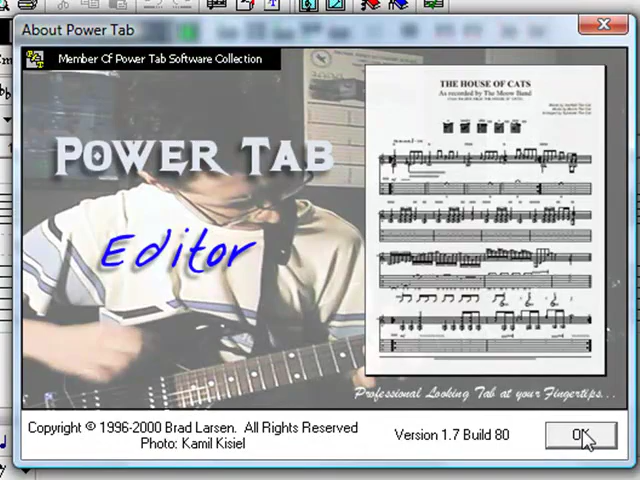 About Power Tab
Member Of Power Tab Software Collection
POWER TAB
Editor
THE HOUSE OF CATS
As recorded by The Meow Band
Professional Looking Tab at your Fingertips...
Copyright © 1996-2000 Brad Larsen. All Rights Reserved
Photo: Kamil Kisiel
Version 1.7 Build 80
OK